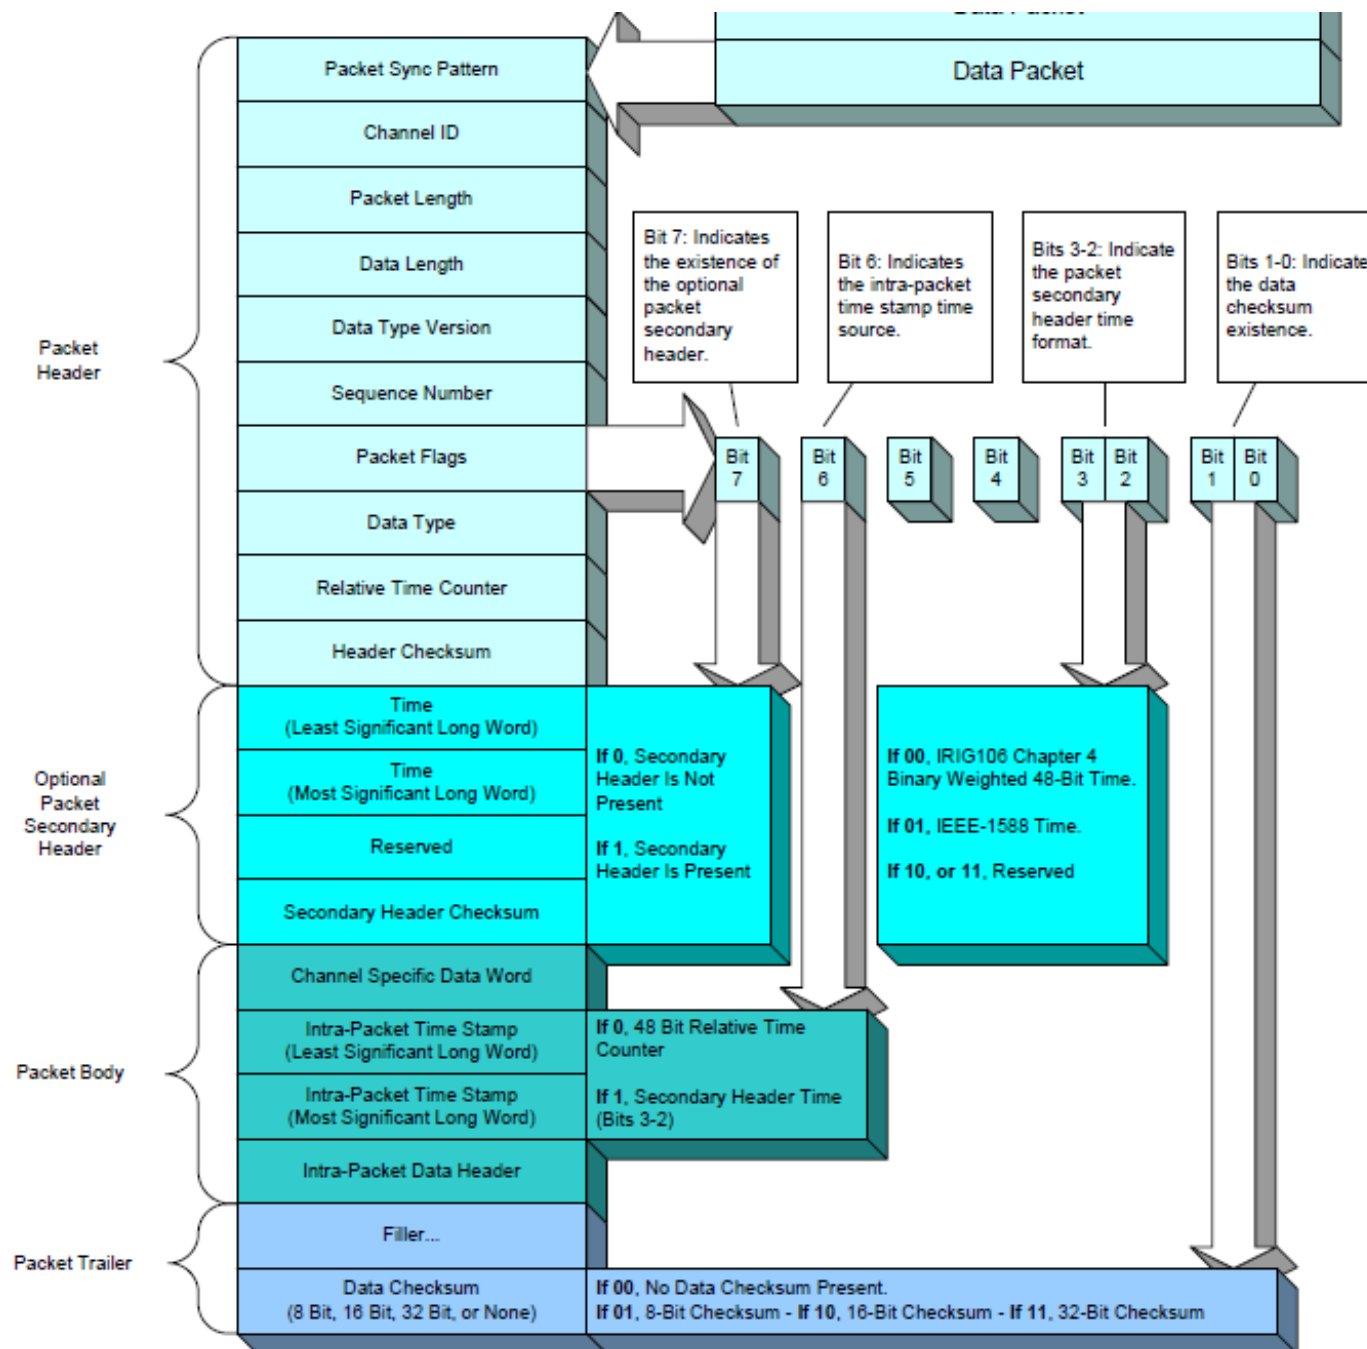 Data Packet
Data Packet
Packet Sync Pattern
Channel ID
Packet Length
Data Length
Data Type Version
Sequence Number
Packet Flags
Data Type
Relative Time Counter
Header Checksum
Packet
Header
Bit 7: Indicates
the existence of
the optional
packet
secondary
header.
Bit 6: Indicates
the intra-packet
time stamp time
source.
Bits 3-2: Indicate
the packet
secondary
header time
format.
Bits 1-0: Indicate
the data
checksum
existence.
Bit
7
Bit
6
Bit
5
Bit
4
Bit
3
Bit
2
Bit
1
Bit
0
Optional
Packet
Secondary
Header
Time
(Least Significant Long Word)
Time
(Most Significant Long Word)
Reserved
Secondary Header Checksum
If 0, Secondary
Header Is Not
Present
If 1, Secondary
Header Is Present
If 00, IRIG106 Chapter 4
Binary Weighted 48-Bit Time.
If 01, IEEE-1588 Time.
If 10, or 11, Reserved
Packet Body
Channel Specific Data Word
Intra-Packet Time Stamp
(Least Significant Long Word)
Intra-Packet Time Stamp
(Most Significant Long Word)
Intra-Packet Data Header
If 0, 48 Bit Relative Time
Counter
If 1, Secondary Header Time
(Bits 3-2)
Packet Trailer
Filler...
Data Checksum
(8 Bit, 16 Bit, 32 Bit, or None)
If 00, No Data Checksum Present.
If 01, 8-Bit Checksum - If 10, 16-Bit Checksum - If 11, 32-Bit Checksum